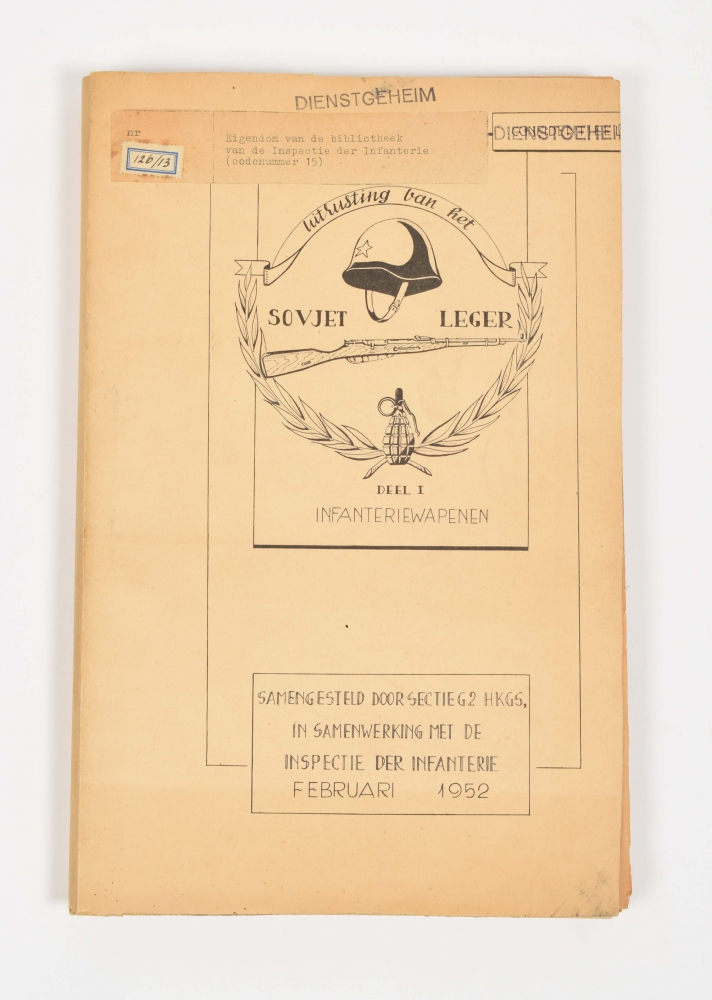 DIENSTGEHEIM
nr
126/13
Eigendom van de bibliotheek
van de Inspectie der Infanterie
(codenummer 15)
-DIENSTGEHEI
Uitrusting van het
SOVJET LEGER
DEEL I
INFANTERIEWAPENEN
SAMENGESTELD DOOR SECTIE G2 HKGS,
IN SAMENWERKING MET DE
INSPECTIE DER INFANTERIE
FEBRUARI 1952